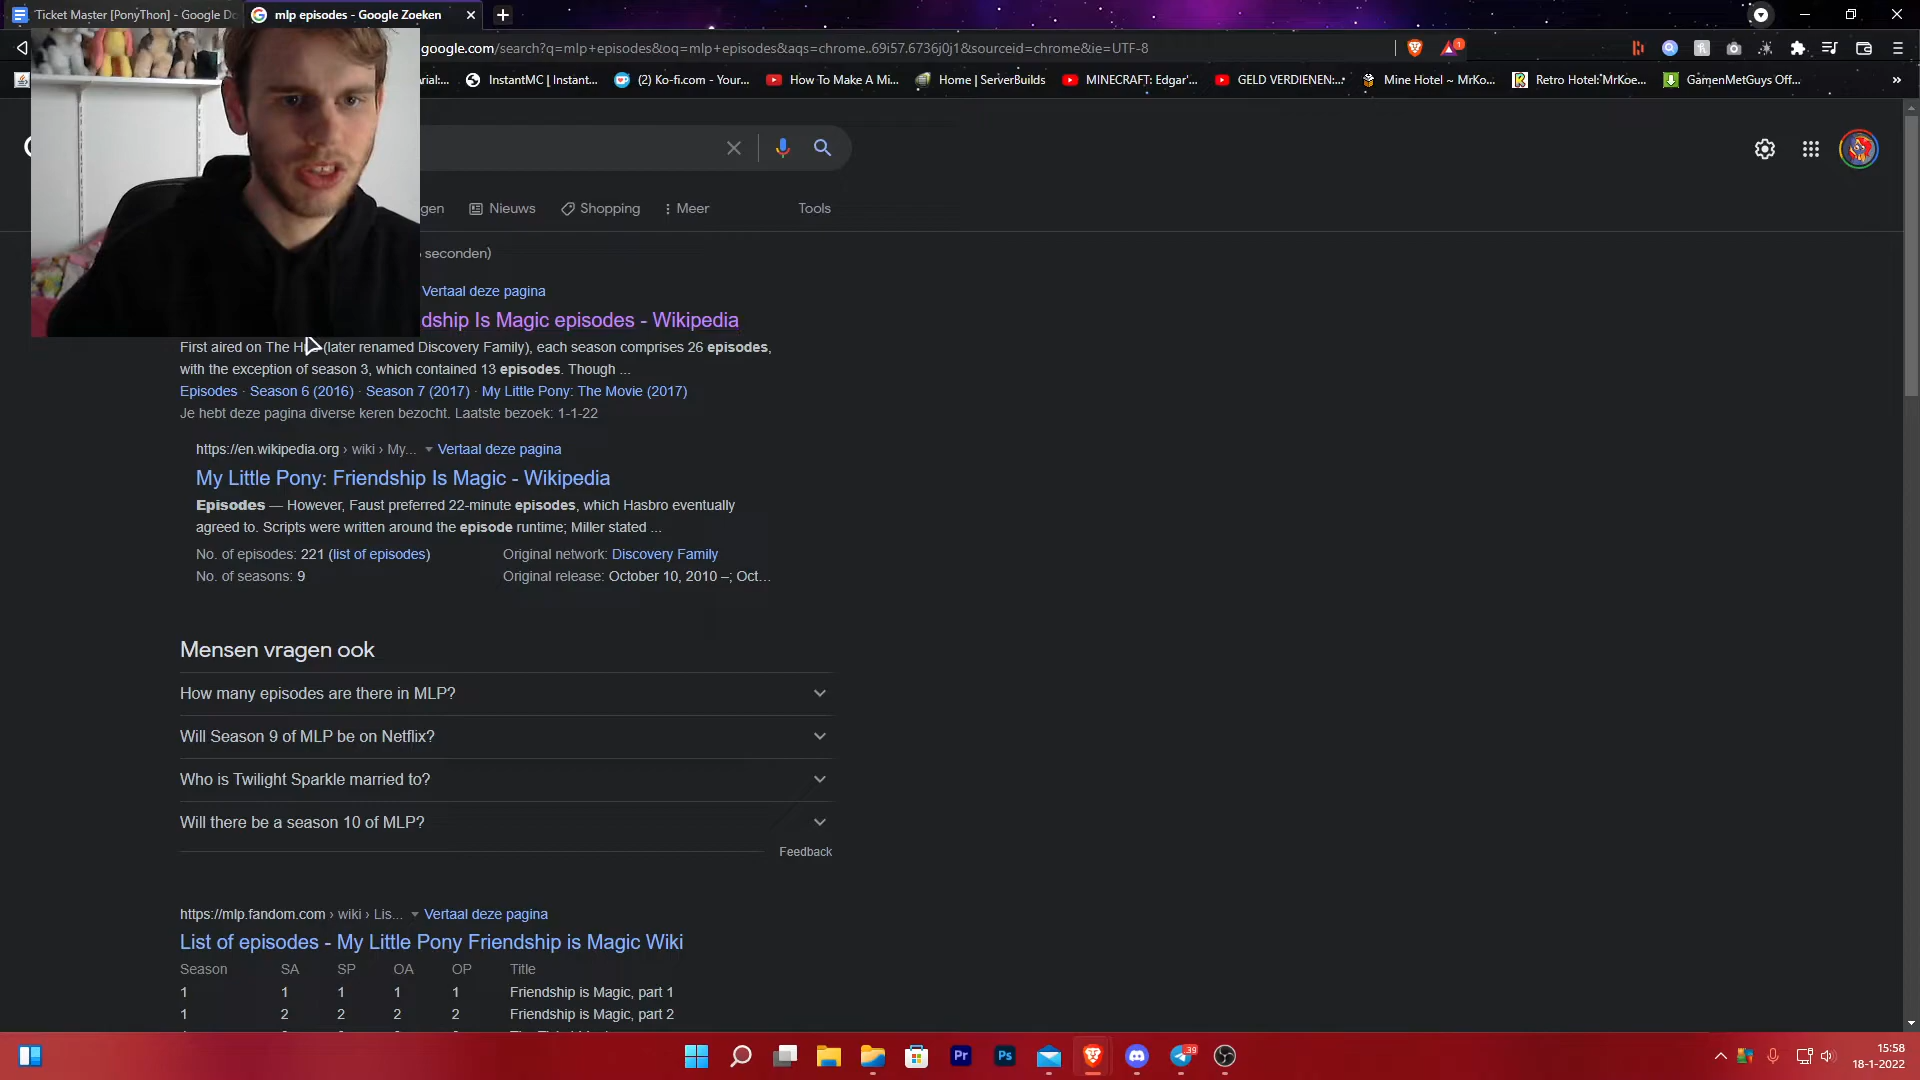 'Ticket Master [PonyThon] - Google Do
mlp episodes - Google Zoeken
google.com/search?q=mlp+episodes&oq=mlp+episodes&aqs=chrome..69i57.6736j0j1&sourceid=chrome&ie=UTF-8
1
rial:...
InstantMC | Instant...
(2) Ko-fi.com - Your...
How To Make A Mi...
Home | ServerBuilds
MINECRAFT: Edgar'...
GELD VERDIENEN:...
Mine Hotel ~ MrKo...
Retro Hotel: MrKoe...
GamenMetGuys Off...
»
gen
Nieuws
Shopping
Meer
Tools
seconden)
Vertaal deze pagina
dship Is Magic episodes - Wikipedia
First aired on The H (later renamed Discovery Family), each season comprises 26 episodes,
with the exception of season 3, which contained 13 episodes. Though ...
Episodes · Season 6 (2016) · Season 7 (2017) · My Little Pony: The Movie (2017)
Je hebt deze pagina diverse keren bezocht. Laatste bezoek: 1-1-22
https://en.wikipedia.org › wiki › My... Vertaal deze pagina
My Little Pony: Friendship Is Magic - Wikipedia
Episodes — However, Faust preferred 22-minute episodes, which Hasbro eventually
agreed to. Scripts were written around the episode runtime; Miller stated ...
No. of episodes: 221 (list of episodes)
Original network: Discovery Family
No. of seasons: 9
Original release: October 10, 2010 –; Oct...
Mensen vragen ook
How many episodes are there in MLP?
Will Season 9 of MLP be on Netflix?
Who is Twilight Sparkle married to?
Will there be a season 10 of MLP?
Feedback
https://mlp.fandom.com › wiki › Lis... Vertaal deze pagina
List of episodes - My Little Pony Friendship is Magic Wiki
Season SA SP OA OP Title
1 1 1 1 1 Friendship is Magic, part 1
1 2 2 2 2 Friendship is Magic, part 2
Pr
Ps
39
15:58
18-1-2022